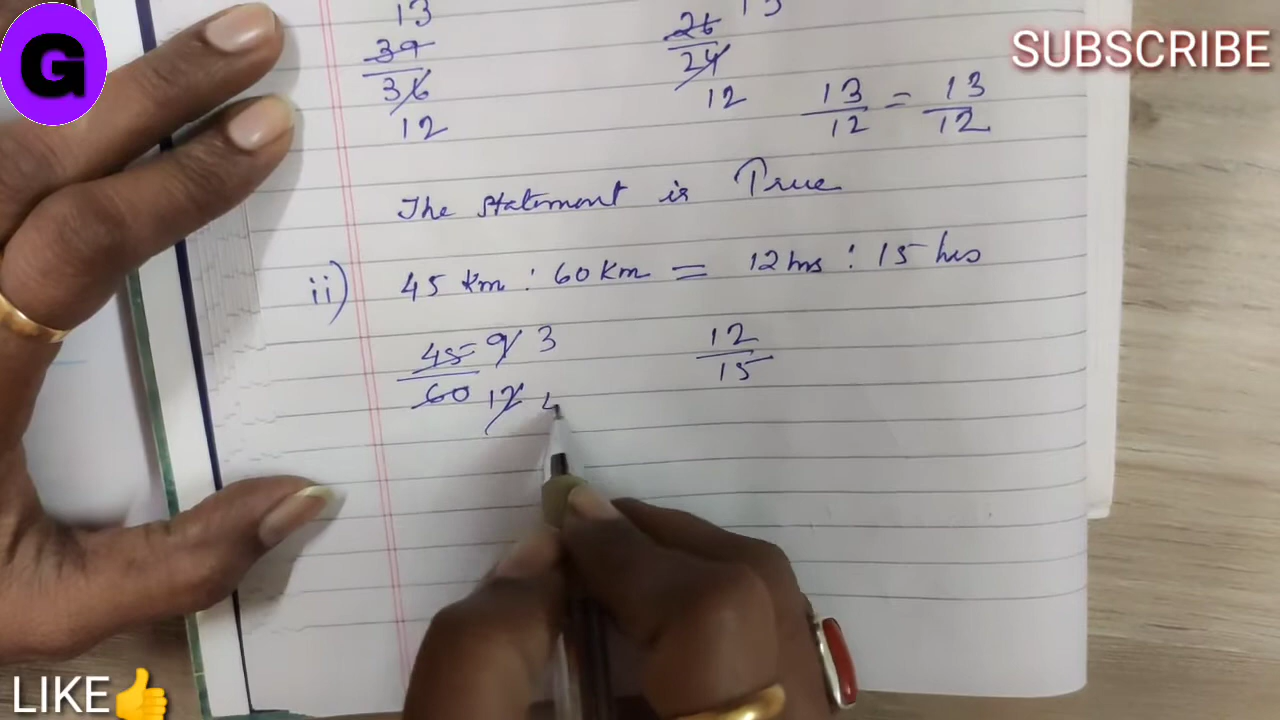 G
SUBSCRIBE
13
39
36
12
26 13
24
12
13/12 = 13/12
The statement is True
ii) 45 km : 60 km = 12 hrs : 15 hrs
45 9 3
60 12 4
12
15
LIKE👍